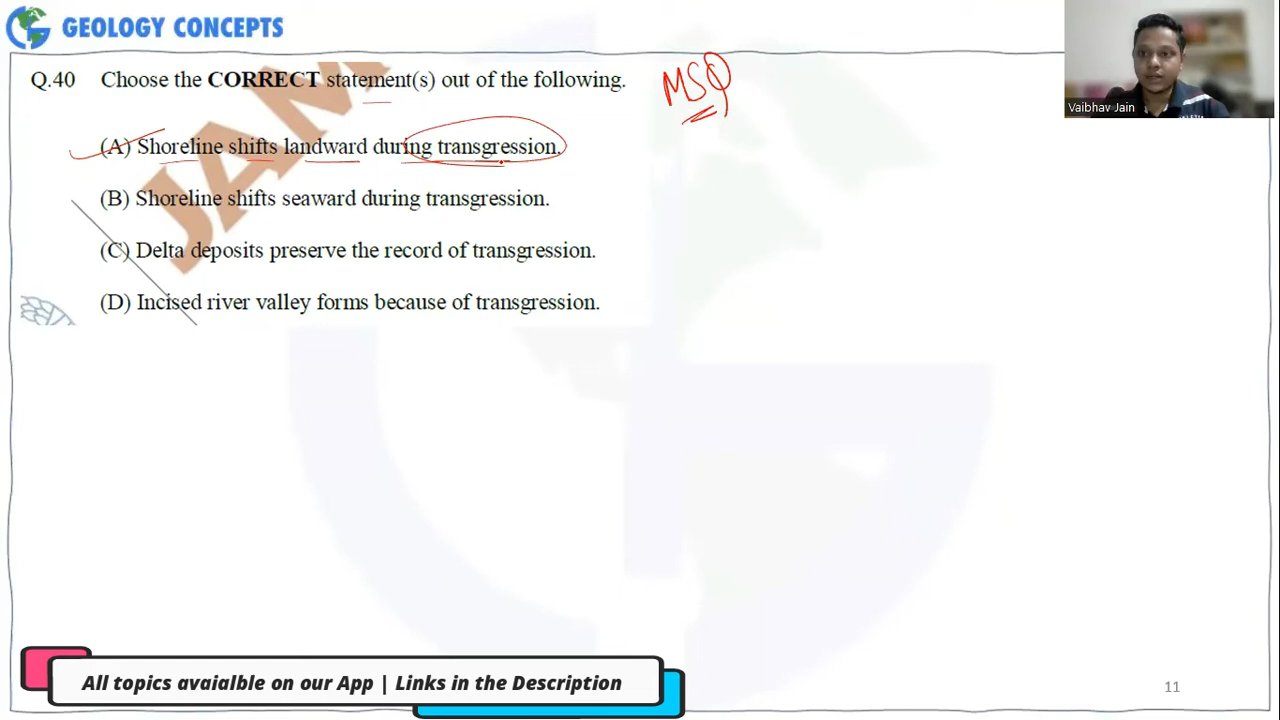 GEOLOGY CONCEPTS
Q.40 Choose the CORRECT statement(s) out of the following.
MSQ
Vaibhav Jain
(A) Shoreline shifts landward during transgression.
(B) Shoreline shifts seaward during transgression.
(C) Delta deposits preserve the record of transgression.
(D) Incised river valley forms because of transgression.
JAM
All topics avaialble on our App | Links in the Description
11